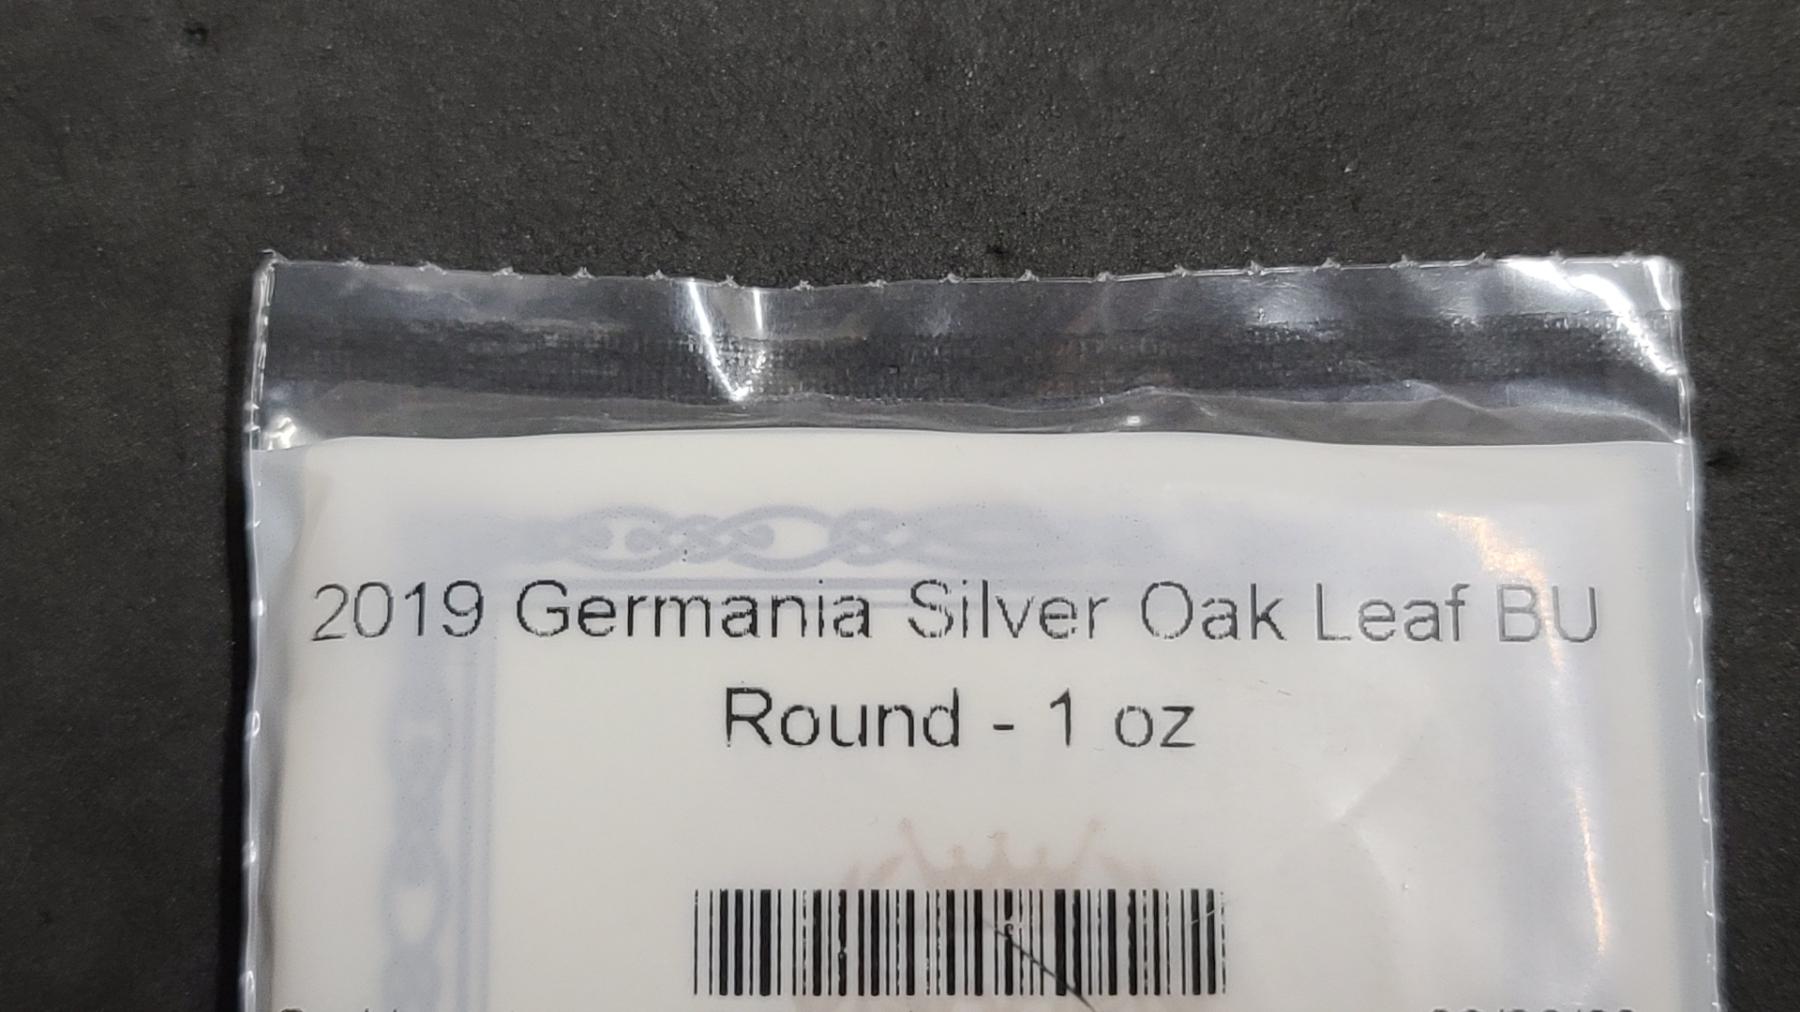 2019 Germania Silver Oak Leaf BU
Round - 1 oz